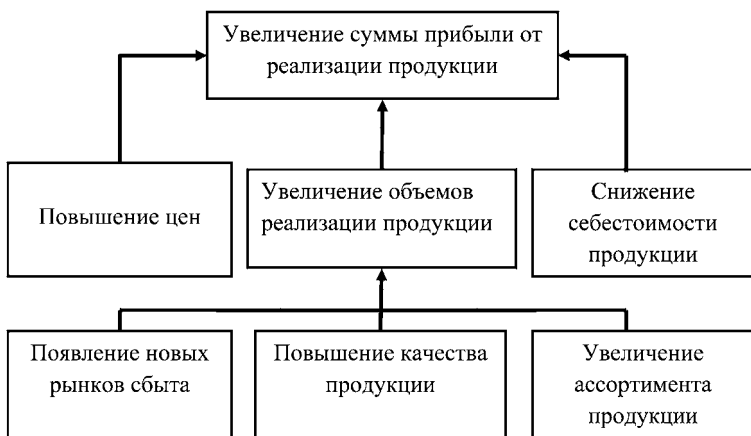 Увеличение суммы прибыли от
реализации продукции
Повышение цен
Увеличение объемов
реализации продукции
Снижение
себестоимости
продукции
Появление новых
рынков сбыта
Повышение качества
продукции
Увеличение
ассортимента
продукции